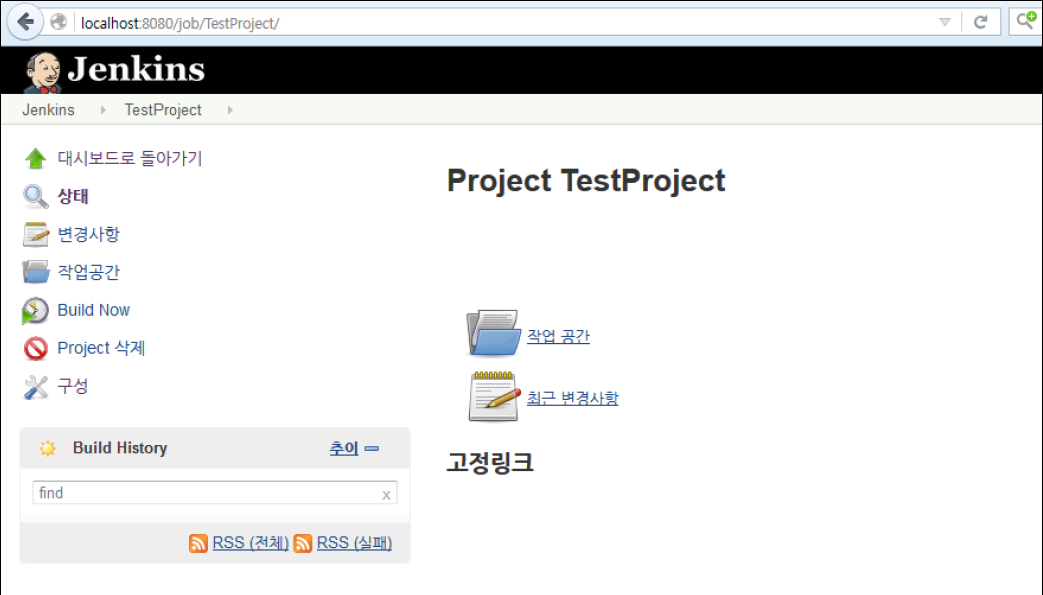 localhost:8080/job/TestProject/
Jenkins
Jenkins TestProject
대시보드로 돌아가기
상태
변경사항
작업공간
Build Now
Project 삭제
구성
Build History 추이
find x
RSS (전체) RSS (실패)
Project TestProject
작업 공간
최근 변경사항
고정링크